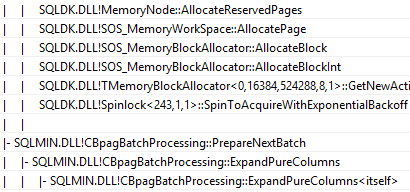 | | SQLDK.DLL!MemoryNode::AllocateReservedPages
| | SQLDK.DLL!SOS_MemoryWorkSpace::AllocatePage
| | SQLDK.DLL!SOS_MemoryBlockAllocator::AllocateBlock
| | SQLDK.DLL!SOS_MemoryBlockAllocator::AllocateBlockInt
| | SQLDK.DLL!TMemoryBlockAllocator<0,16384,524288,8,1>::GetNewActi
| | SQLDK.DLL!Spinlock<243,1,1>::SpinToAcquireWithExponentialBackoff
| |
|- SQLMIN.DLL!CBpagBatchProcessing::PrepareNextBatch
| |- SQLMIN.DLL!CBpagBatchProcessing::ExpandPureColumns
| | |- SQLMIN.DLL!CBpagBatchProcessing::ExpandPureColumns<itself>